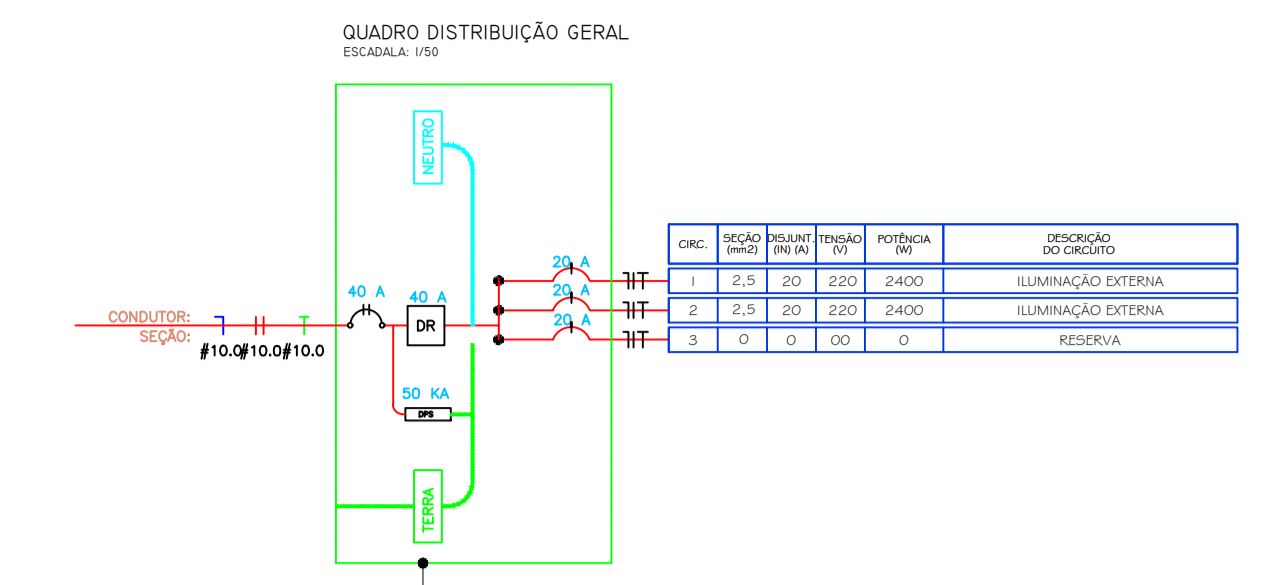 QUADRO DISTRIBUIÇÃO GERAL
ESCADALA: 1/50
NEUTRO
40 A
40 A
DR
CONDUTOR:
SEÇÃO:
#10.0#10.0#10.0
50 KA
DPS
TERRA
20 A
20 A
20 A
CIRC. SEÇÃO (mm2) DISJUNT. (IN) (A) TENSÃO (V) POTÊNCIA (W) DESCRIÇÃO DO CIRCUITO
1 2,5 20 220 2400 ILUMINAÇÃO EXTERNA
2 2,5 20 220 2400 ILUMINAÇÃO EXTERNA
3 0 0 00 0 RESERVA